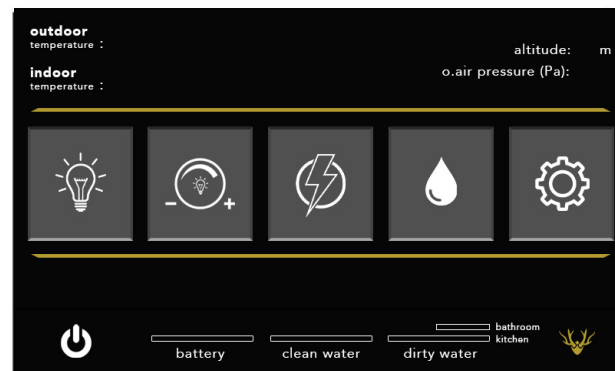 outdoor
temperature :
indoor
temperature :
altitude: m
o.air pressure (Pa):
- +
battery
clean water
dirty water
bathroom
kitchen